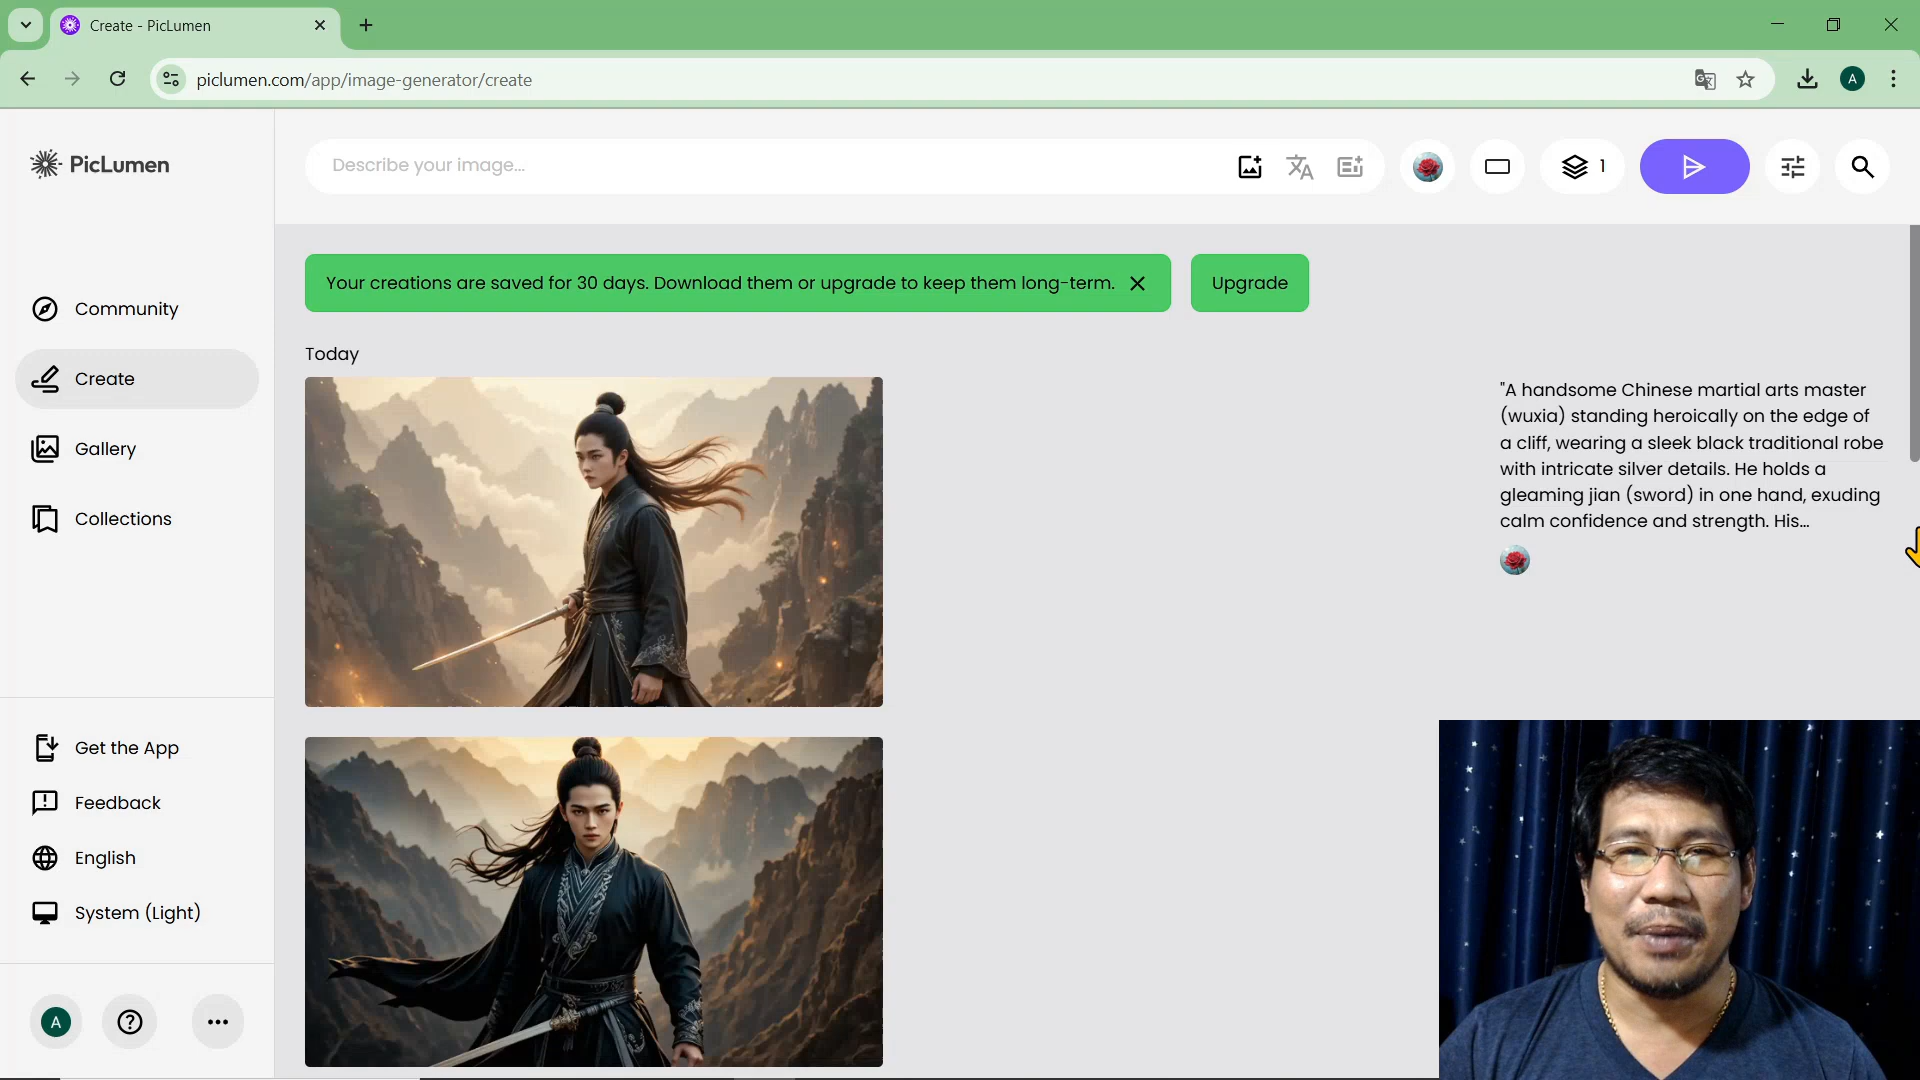 Create - PicLumen
piclumen.com/app/image-generator/create
A
PicLumen
Describe your image...
1
Community
Create
Gallery
Collections
Your creations are saved for 30 days. Download them or upgrade to keep them long-term.
Upgrade
Today
"A handsome Chinese martial arts master
(wuxia) standing heroically on the edge of
a cliff, wearing a sleek black traditional robe
with intricate silver details. He holds a
gleaming jian (sword) in one hand, exuding
calm confidence and strength. His...
Get the App
Feedback
English
System (Light)
A